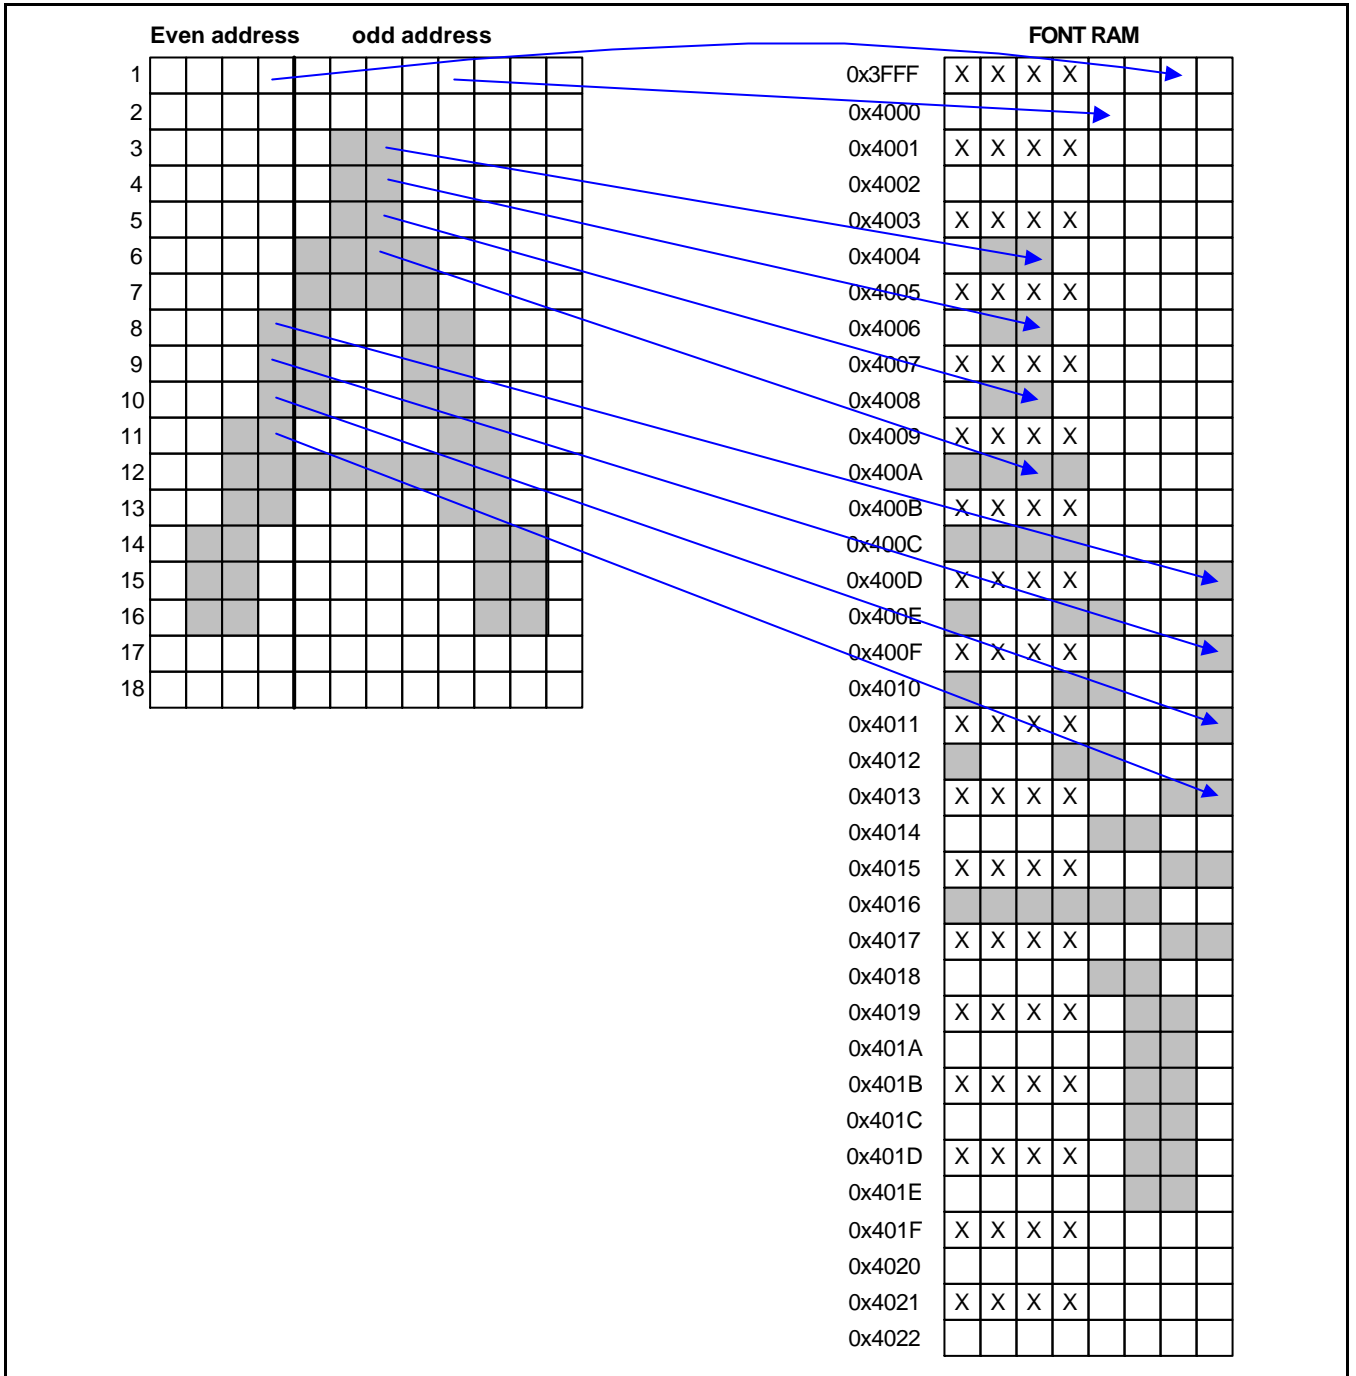 Even address odd address FONT RAM
1 0x3FFF X X X X
2 0x4000
3 0x4001 X X X X
4 0x4002
5 0x4003 X X X X
6 0x4004
7 0x4005 X X X X
8 0x4006
9 0x4007 X X X X
10 0x4008
11 0x4009 X X X X
12 0x400A
13 0x400B X X X X
14 0x400C
15 0x400D X X X X
16 0x400E
17 0x400F X X X X
18 0x4010
0x4011 X X X X
0x4012
0x4013 X X X X
0x4014
0x4015 X X X X
0x4016
0x4017 X X X X
0x4018
0x4019 X X X X
0x401A
0x401B X X X X
0x401C
0x401D X X X X
0x401E
0x401F X X X X
0x4020
0x4021 X X X X
0x4022